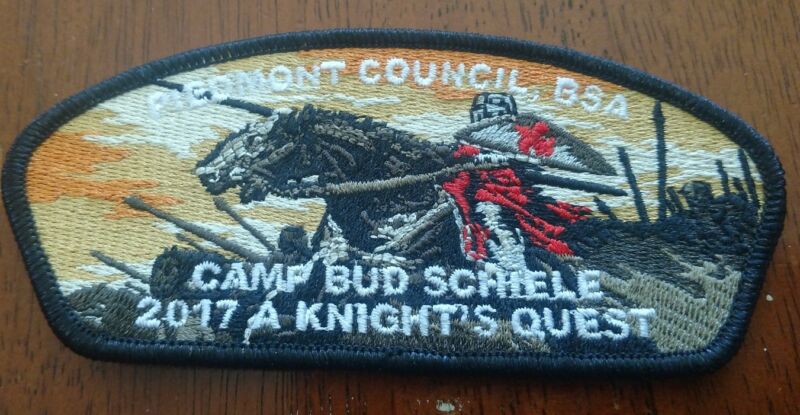 PIEDMONT COUNCIL, BSA
CAMP BUD SCHIELE
2017 A KNIGHT'S QUEST